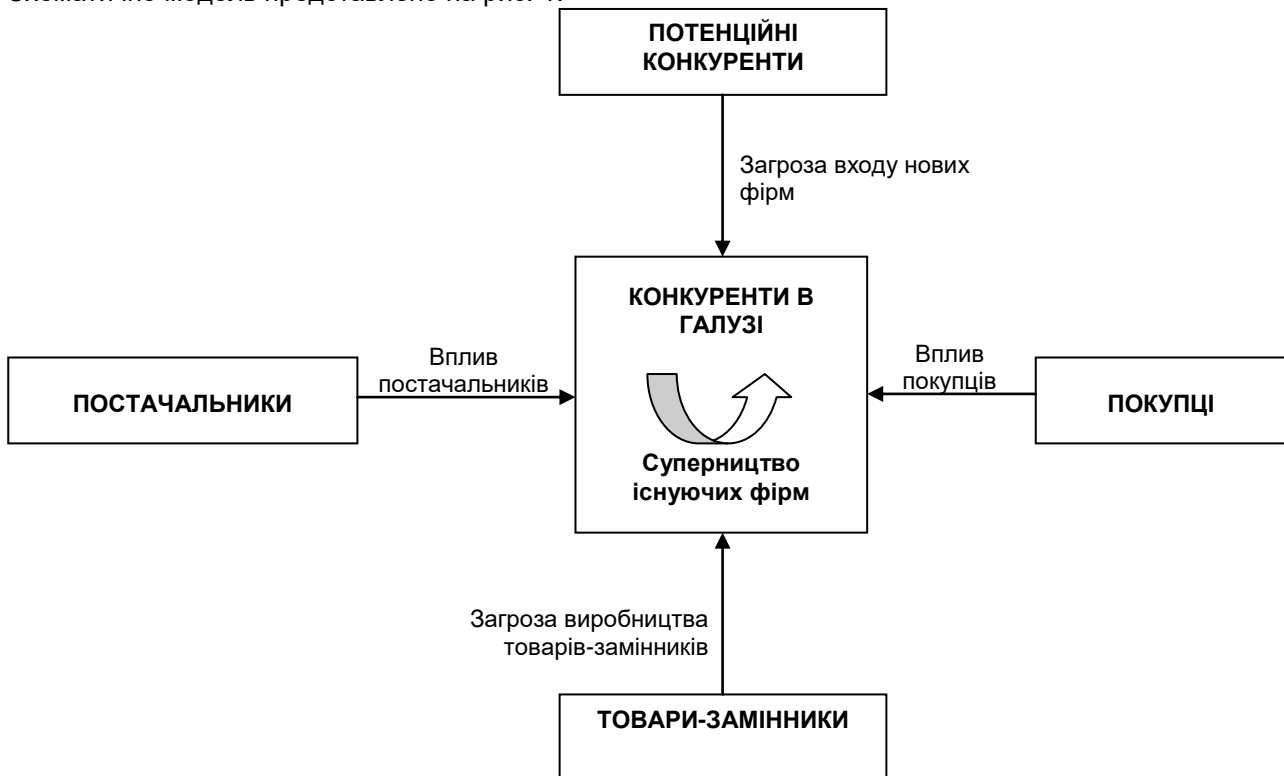 ПОТЕНЦІЙНІ
КОНКУРЕНТИ
Загроза входу нових
фірм
КОНКУРЕНТИ В
ГАЛУЗІ
Вплив
постачальників
Вплив
покупців
ПОСТАЧАЛЬНИКИ
ПОКУПЦІ
Суперництво
існуючих фірм
Загроза виробництва
товарів-замінників
ТОВАРИ-ЗАМІННИКИ